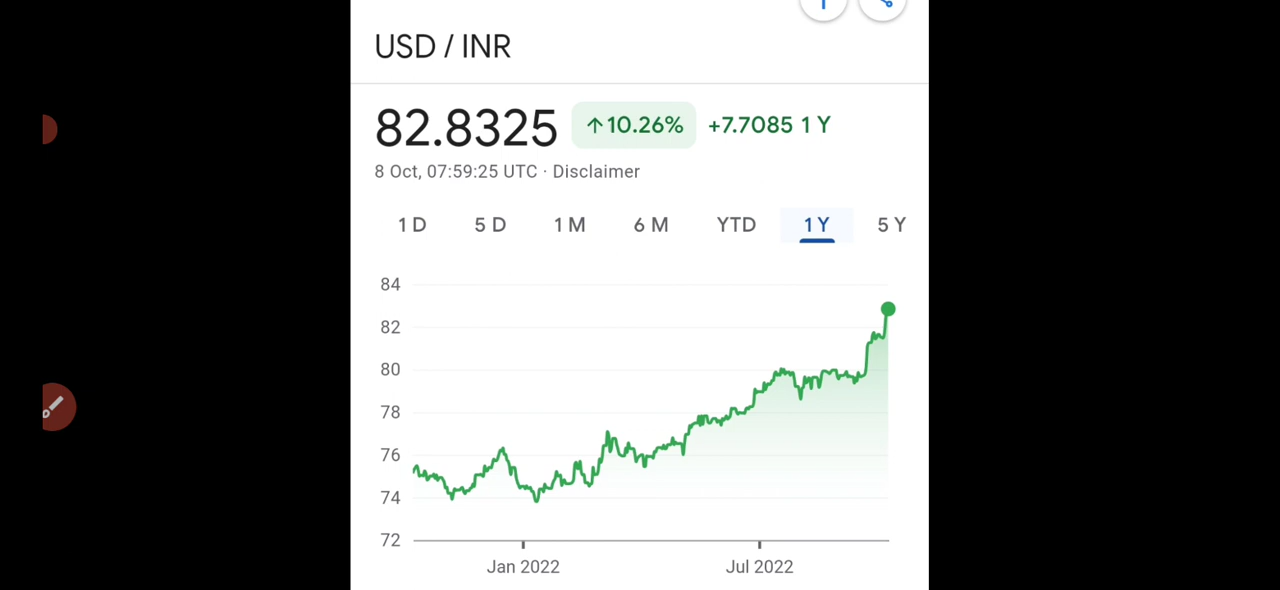 USD / INR
82.8325 ↑10.26% +7.7085 1 Y
8 Oct, 07:59:25 UTC · Disclaimer
1 D 5 D 1 M 6 M YTD 1 Y 5 Y
84
82
80
78
76
74
72
Jan 2022 Jul 2022